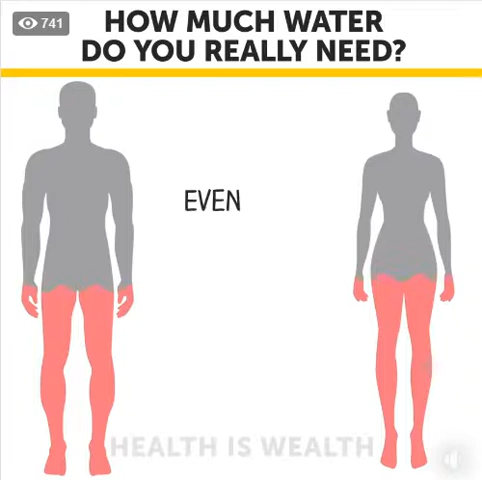 741
HOW MUCH WATER
DO YOU REALLY NEED?
EVEN
HEALTH IS WEALTH